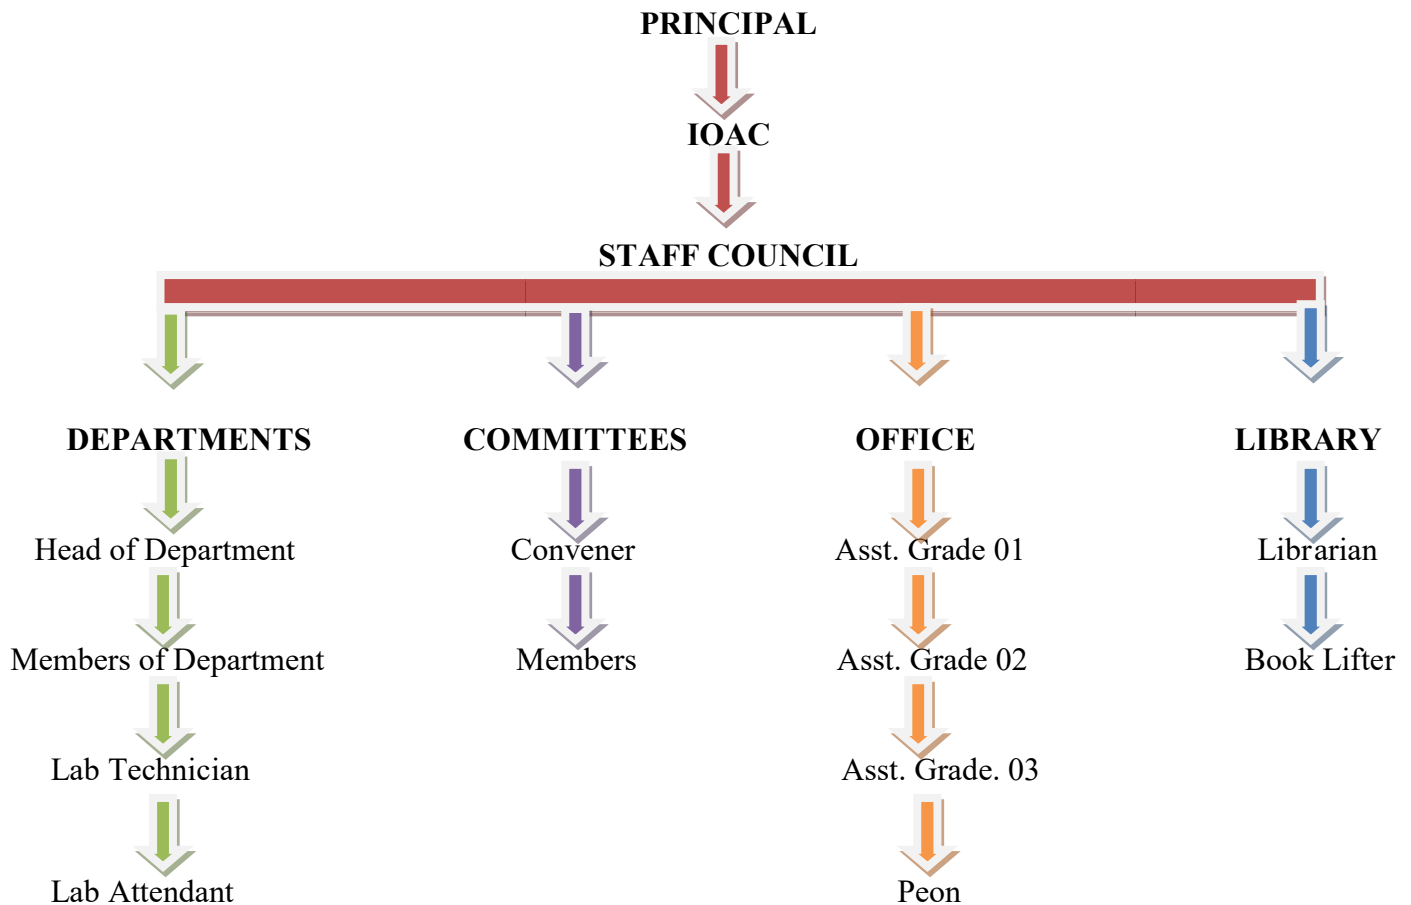 PRINCIPAL
IOAC
STAFF COUNCIL
DEPARTMENTS COMMITTEES OFFICE LIBRARY
Head of Department Convener Asst. Grade 01 Librarian
Members of Department Members Asst. Grade 02 Book Lifter
Lab Technician Asst. Grade. 03
Lab Attendant Peon